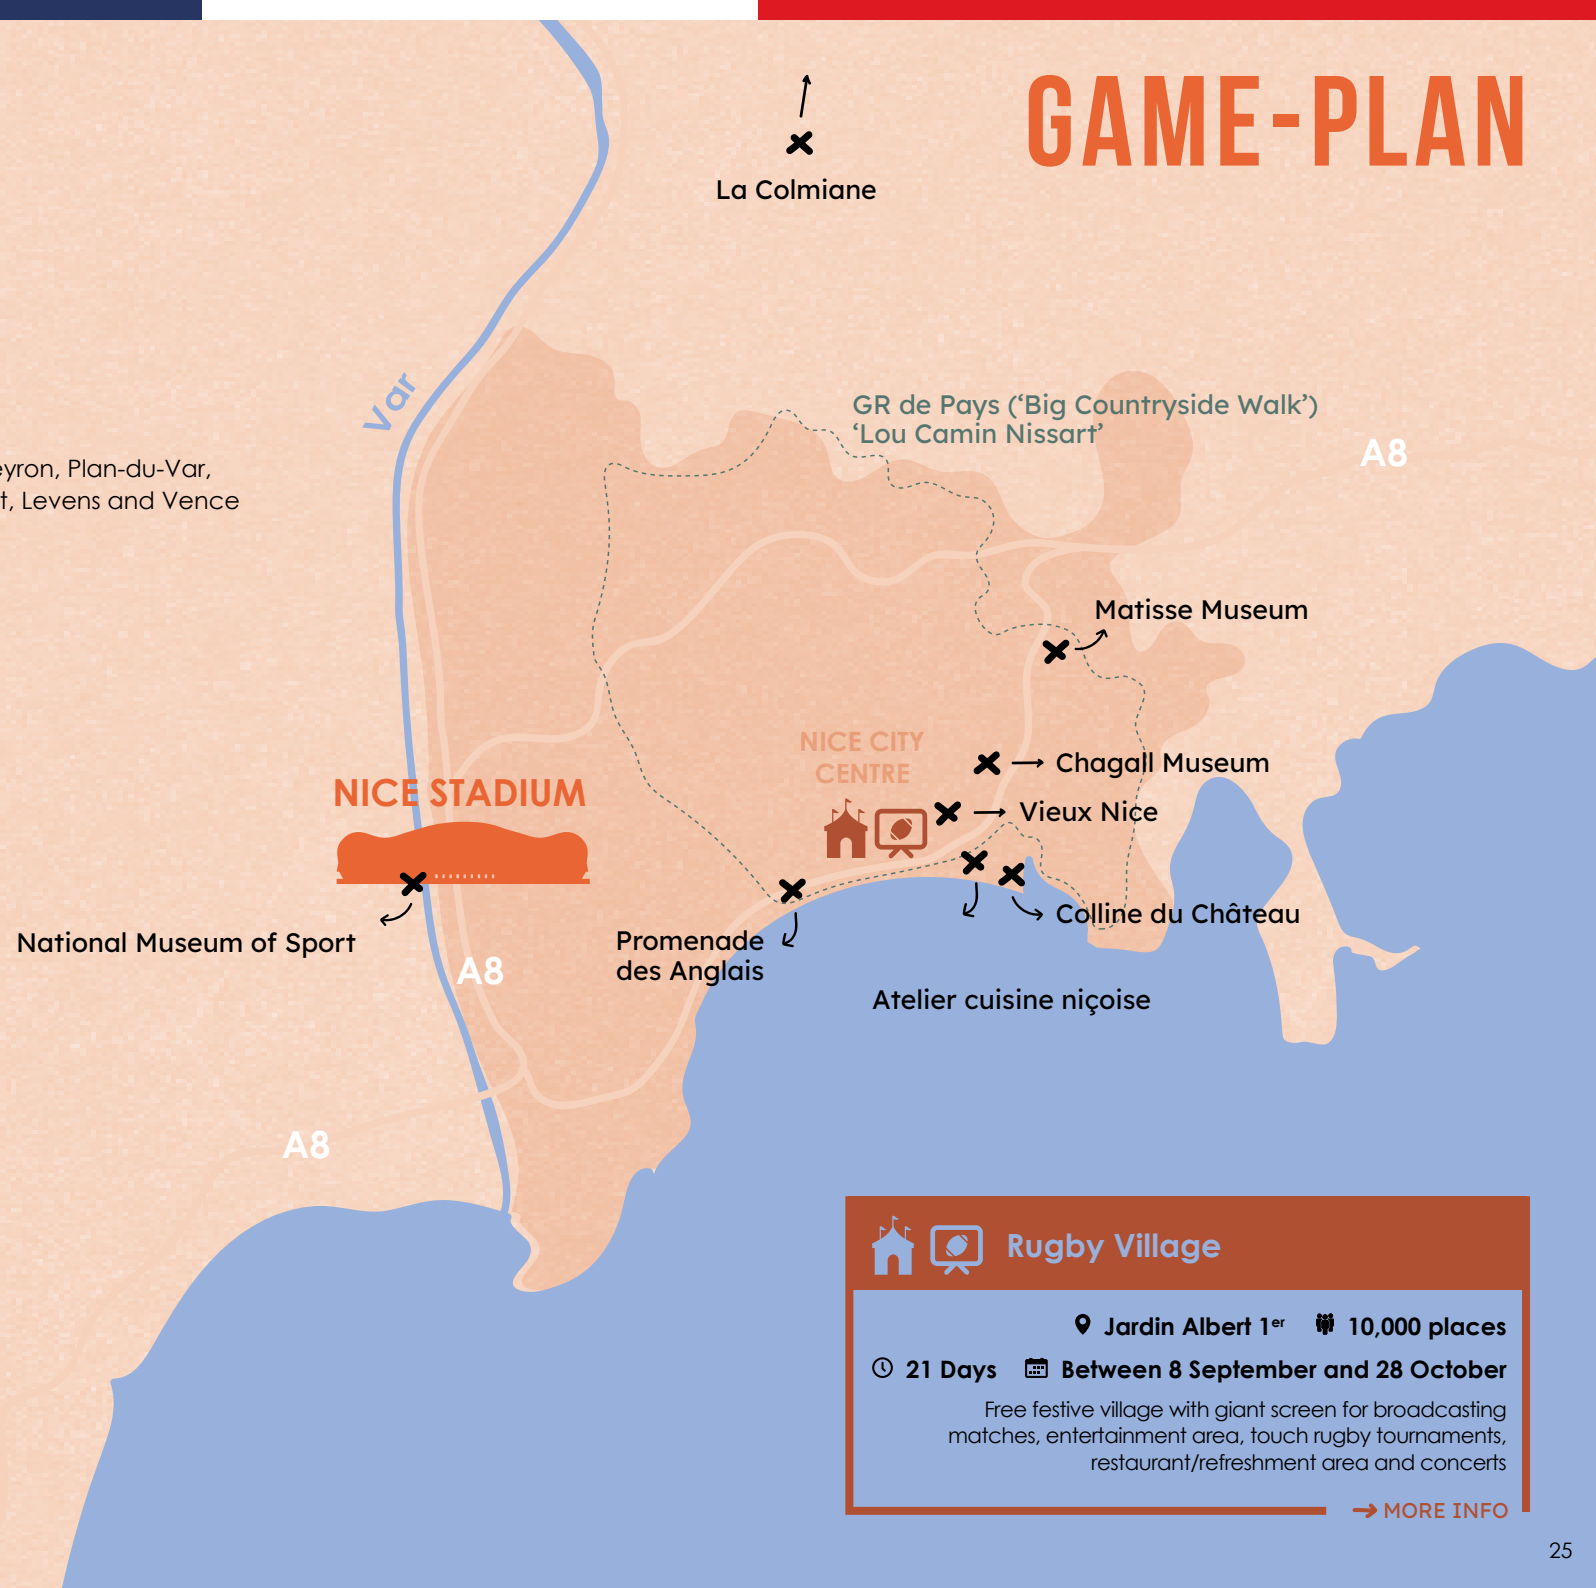 GAME-PLAN
La Colmiane
Var
GR de Pays (‘Big Countryside Walk’)
‘Lou Camin Nissart’
A8
eyron, Plan-du-Var,
t, Levens and Vence
Matisse Museum
NICE CITY
CENTRE
Chagall Museum
Vieux Nice
NICE STADIUM
National Museum of Sport
A8
Promenade
des Anglais
Colline du Château
Atelier cuisine niçoise
A8
Rugby Village
Jardin Albert 1er 10,000 places
21 Days Between 8 September and 28 October
Free festive village with giant screen for broadcasting
matches, entertainment area, touch rugby tournaments,
restaurant/refreshment area and concerts
MORE INFO
25